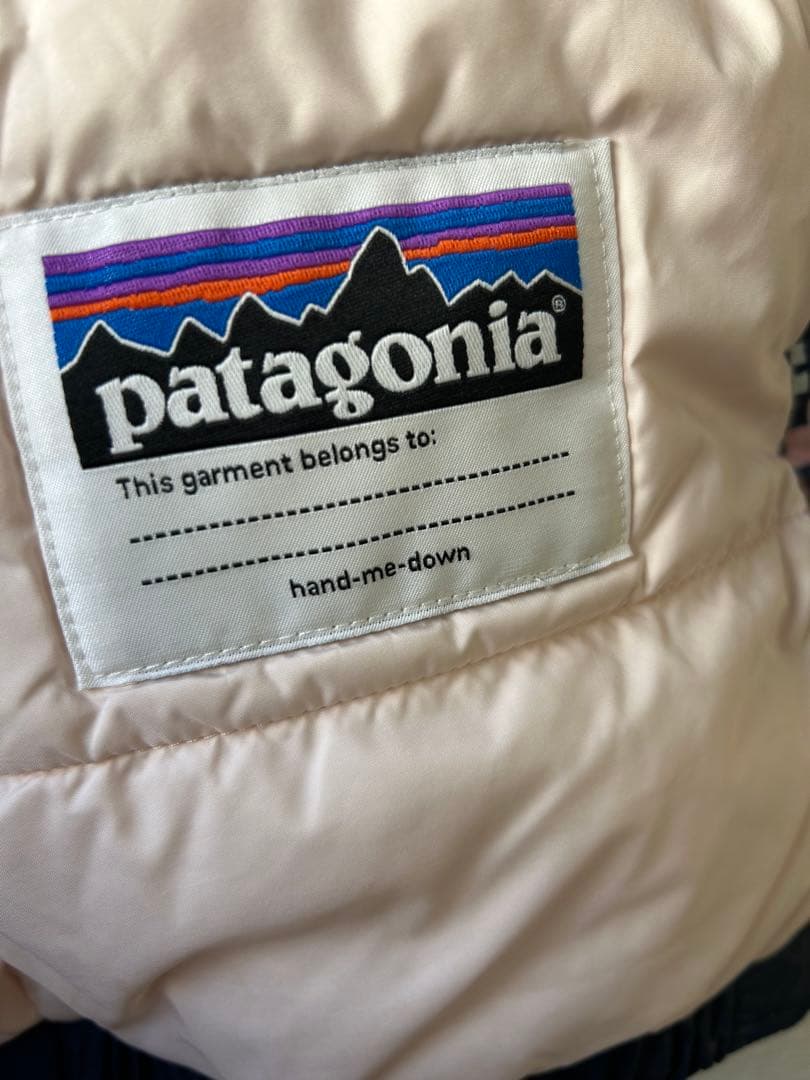 patagonia®
This garment belongs to:
hand-me-down